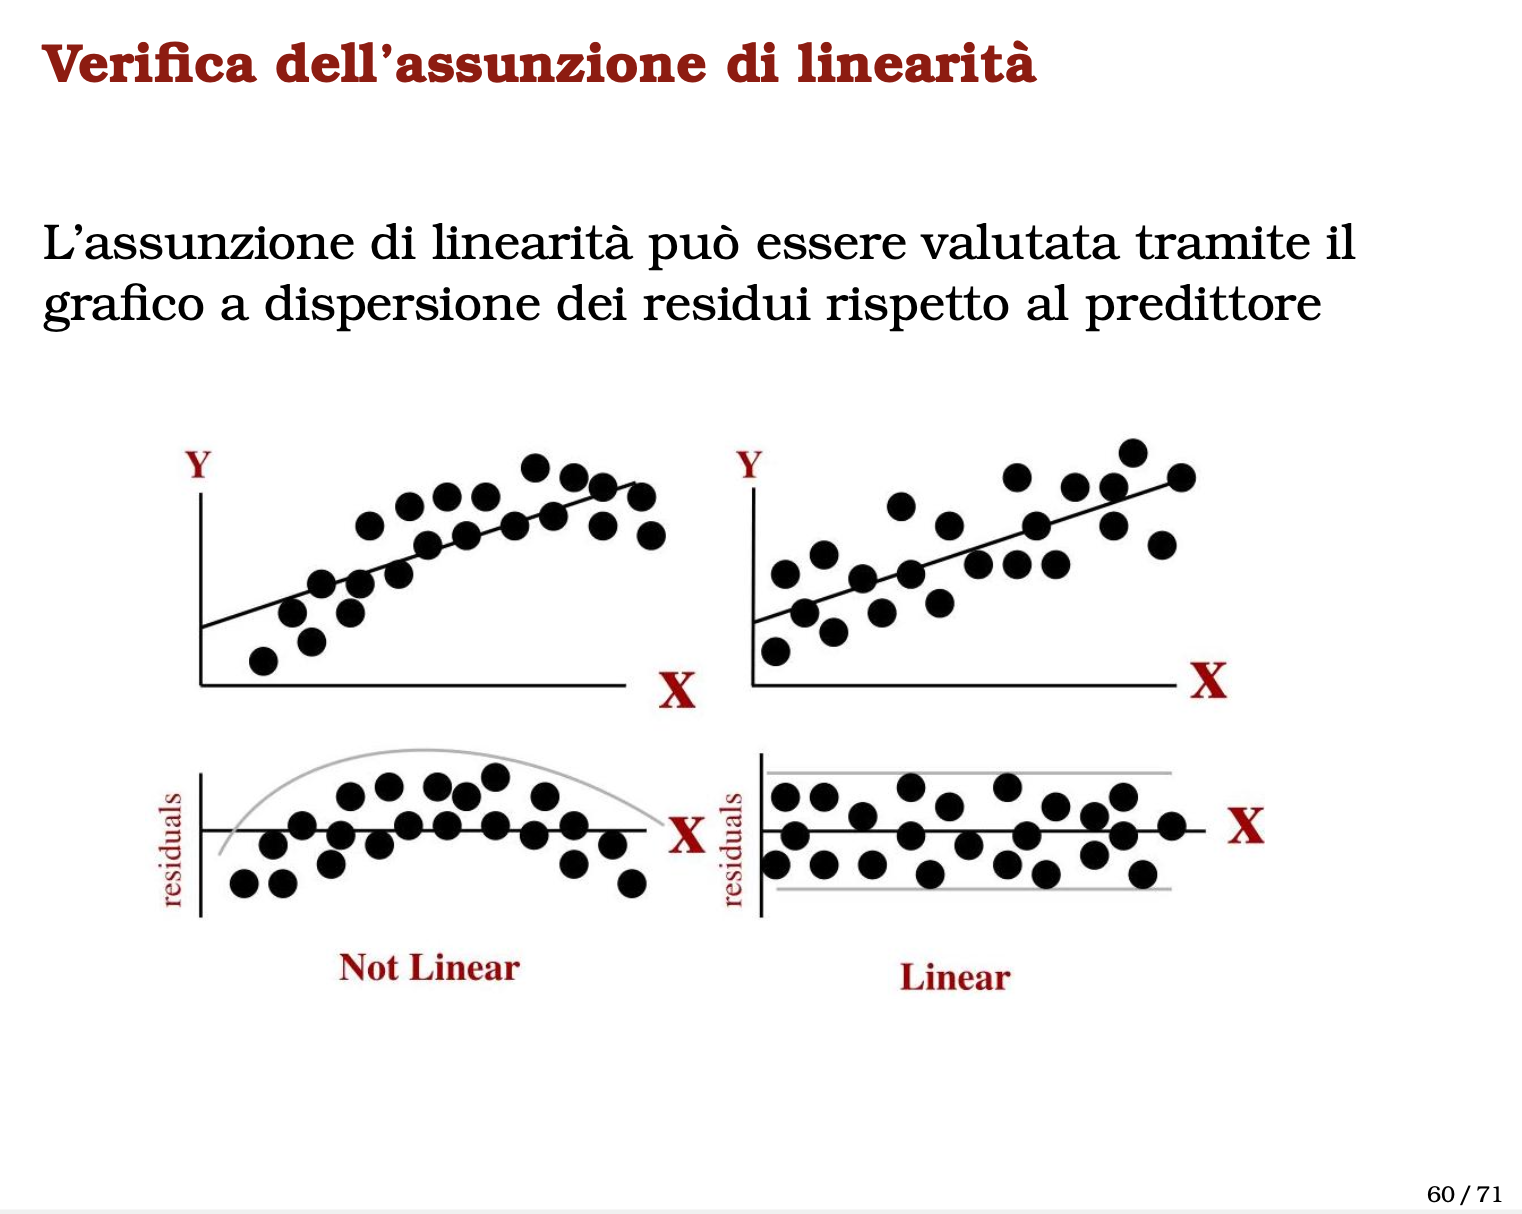 Verifica dell’assunzione di linearità
L’assunzione di linearità può essere valutata tramite il
grafico a dispersione dei residui rispetto al predittore
Y
X
Y
X
residuals
X
residuals
X
Not Linear
Linear
60 / 71